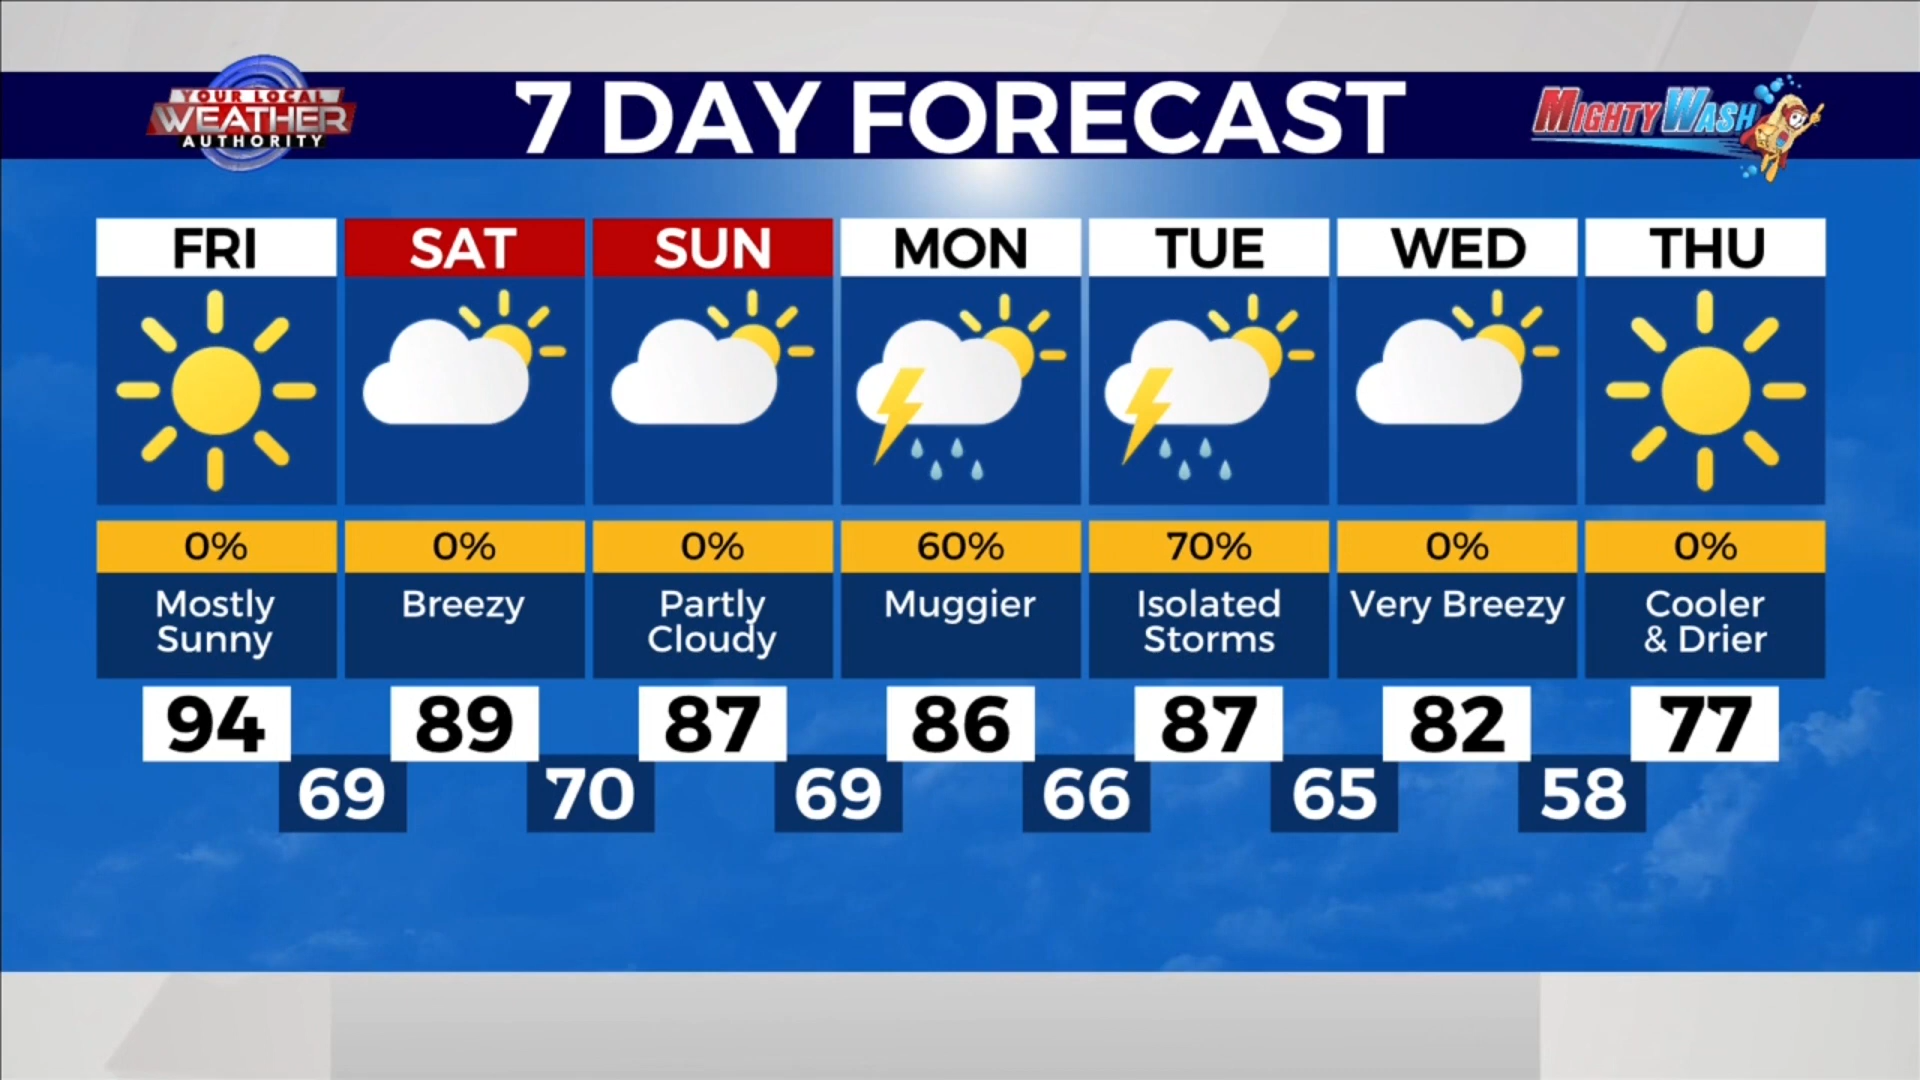 YOUR LOCAL
WEATHER
AUTHORITY
7 DAY FORECAST
MIGHTY WASH
FRI SAT SUN MON TUE WED THU
0% 0% 0% 60% 70% 0% 0%
Mostly Breezy Partly Muggier Isolated Very Breezy Cooler
Sunny Cloudy Storms & Drier
94 89 87 86 87 82 77
69 70 69 66 65 58